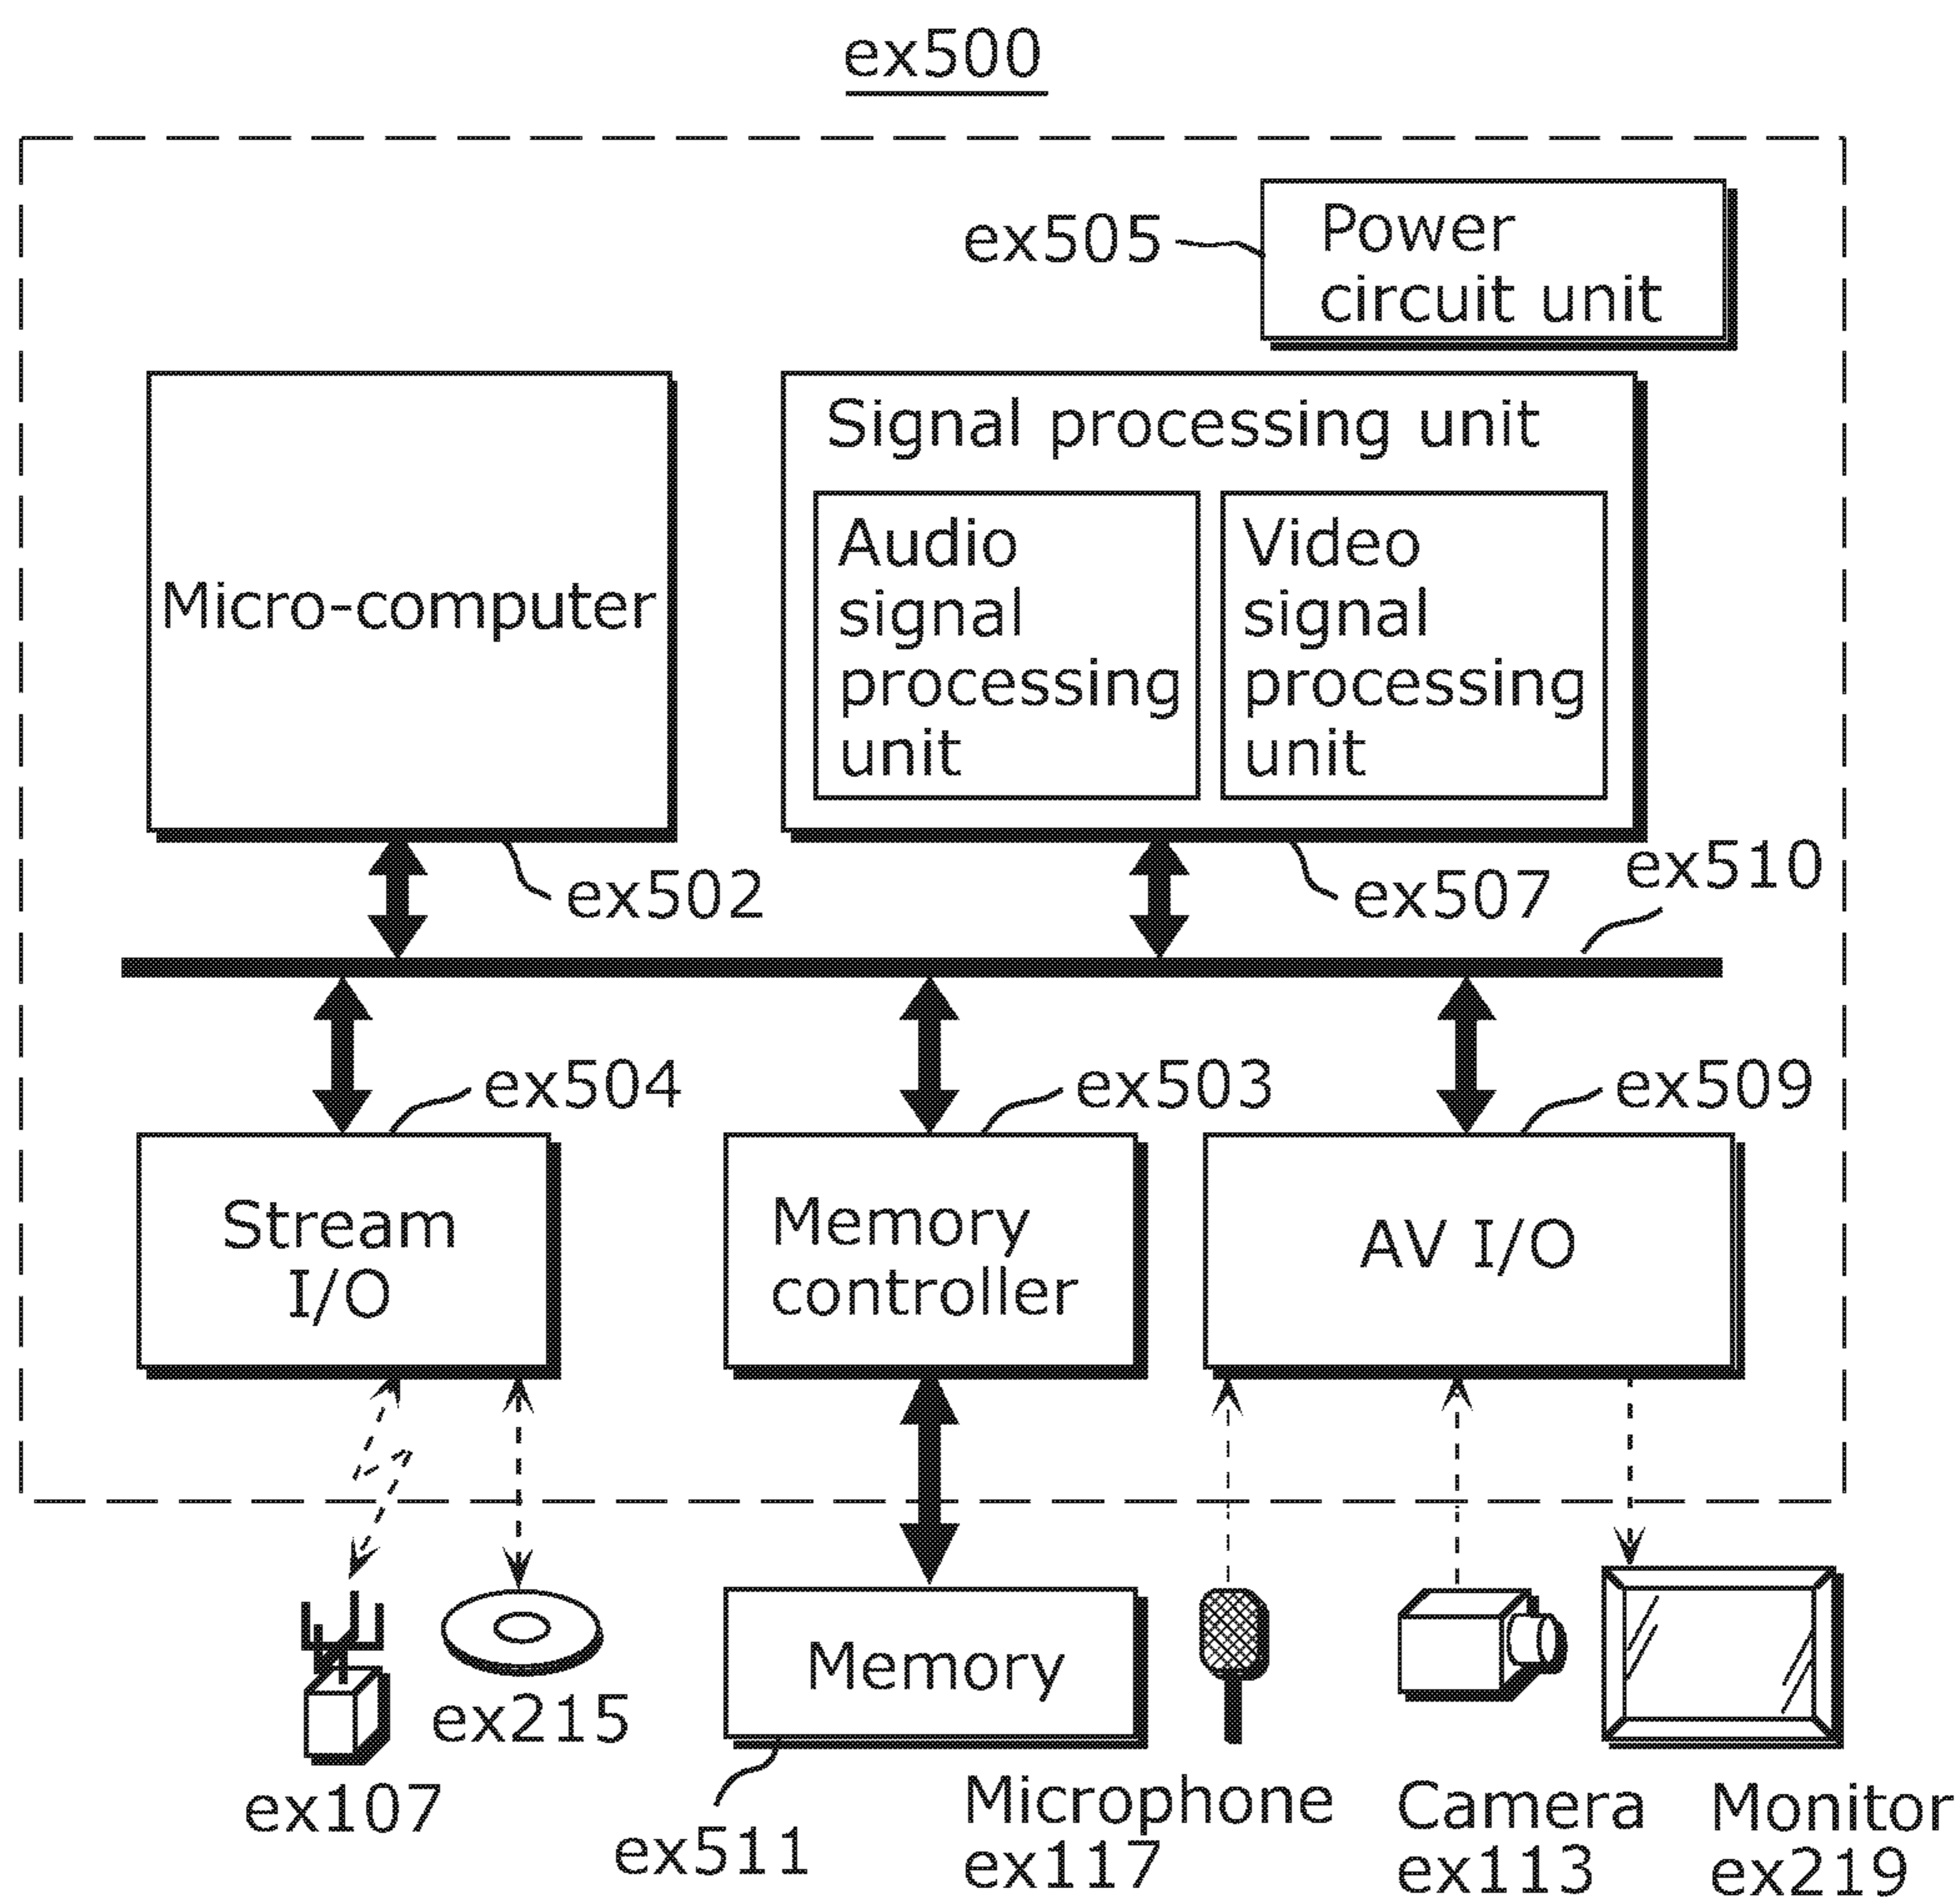 ex500
ex505
Power
circuit unit
Micro-computer
Signal processing unit
Audio
signal
processing
unit
Video
signal
processing
unit
ex502
ex507
ex510
ex504
ex503
ex509
Stream
I/O
Memory
controller
AV I/O
ex107
ex215
Memory
ex511
Microphone
ex117
Camera
ex113
Monitor
ex219